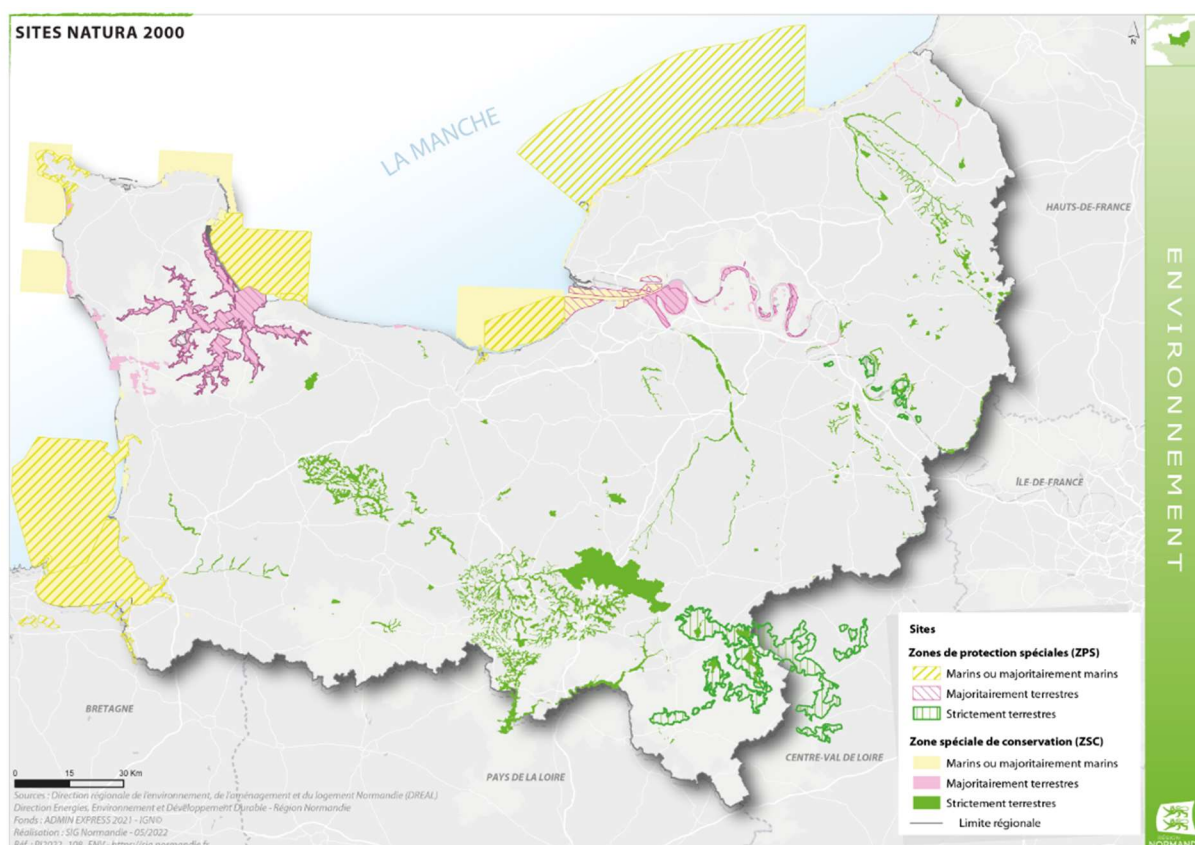 SITES NATURA 2000
N
LA MANCHE
HAUTS-DE-FRANCE
ÎLE-DE-FRANCE
BRETAGNE
PAYS DE LA LOIRE
CENTRE-VAL DE LOIRE
ENVIRONNEMENT
Sites
Zones de protection spéciales (ZPS)
Marins ou majoritairement marins
Majoritairement terrestres
Strictement terrestres
Zone spéciale de conservation (ZSC)
Marins ou majoritairement marins
Majoritairement terrestres
Strictement terrestres
Limite régionale
0 15 30 Km
Sources : Direction régionale de l'environnement, de l'aménagement et du logement Normandie (DREAL)
Direction Energies, Environnement et Développement Durable - Région Normandie
Fonds : ADMIN EXPRESS 2021 - IGN©
Réalisation : SIG Normandie - 05/2022